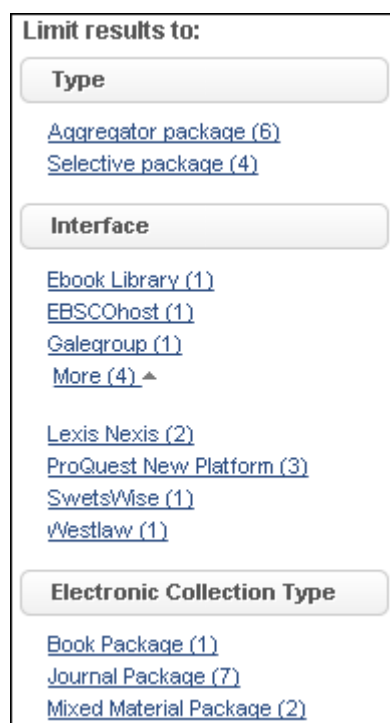 Limit results to:
Type
Aggregator package (6)
Selective package (4)
Interface
Ebook Library (1)
EBSCOhost (1)
Galegroup (1)
More (4)
Lexis Nexis (2)
ProQuest New Platform (3)
SwetsWise (1)
Westlaw (1)
Electronic Collection Type
Book Package (1)
Journal Package (7)
Mixed Material Package (2)